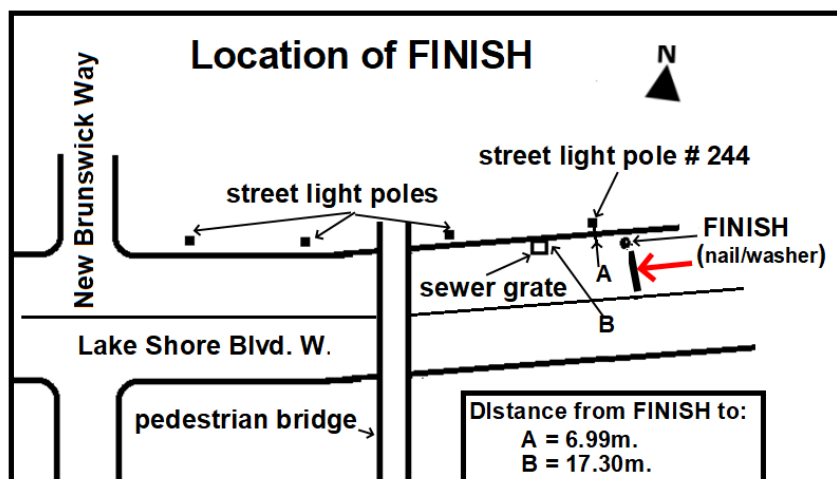 Location of FINISH
N
New Brunswick Way
street light pole # 244
street light poles
FINISH
(nail/washer)
sewer grate
A
B
Lake Shore Blvd. W.
pedestrian bridge
DIstance from FINISH to:
A = 6.99m.
B = 17.30m.